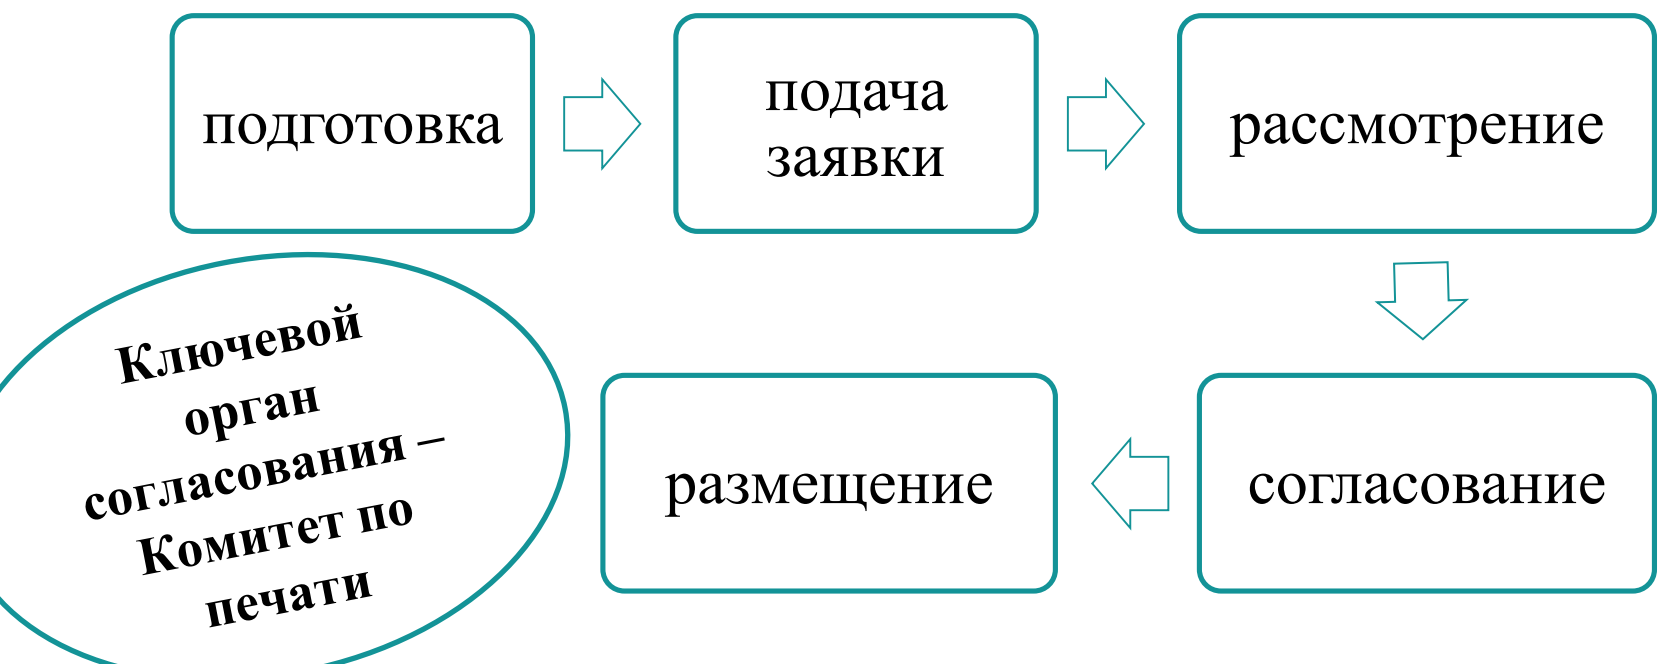 подготовка
подача
заявки
рассмотрение
согласование
размещение
Ключевой
орган
согласования –
Комитет по
печати